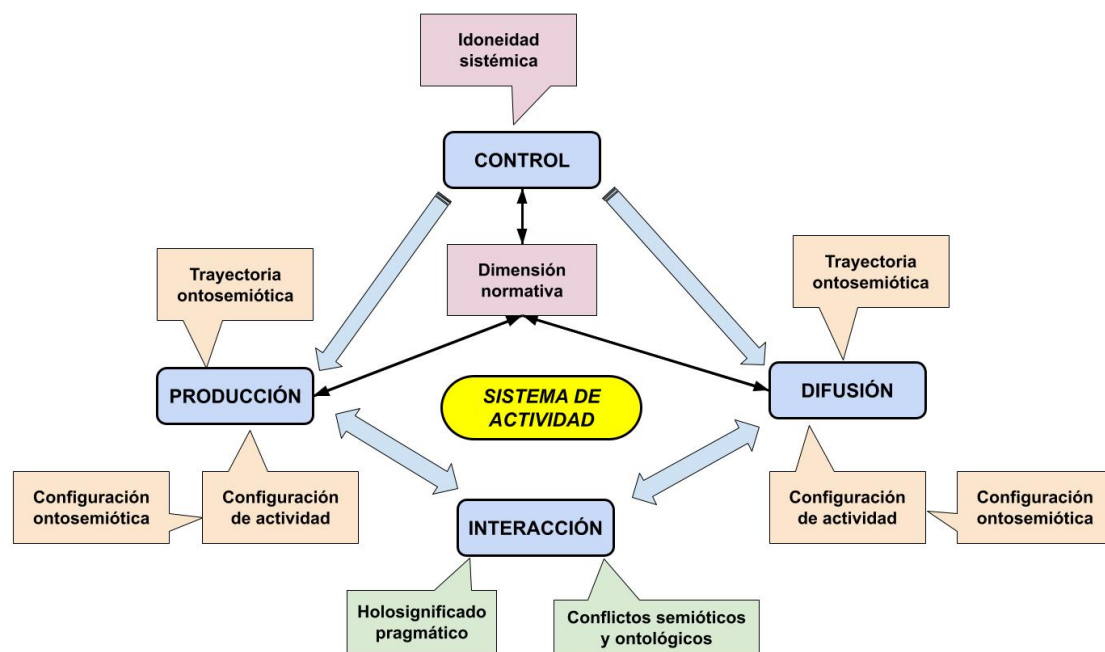 Idoneidad
sistémica
CONTROL
Dimensión
normativa
Trayectoria
ontosemiótica
Trayectoria
ontosemiótica
PRODUCCIÓN
SISTEMA DE
ACTIVIDAD
DIFUSIÓN
Configuración
ontosemiótica
Configuración
de actividad
INTERACCIÓN
Configuración
de actividad
Configuración
ontosemiótica
Holosignificado
pragmático
Conflictos semióticos
y ontológicos